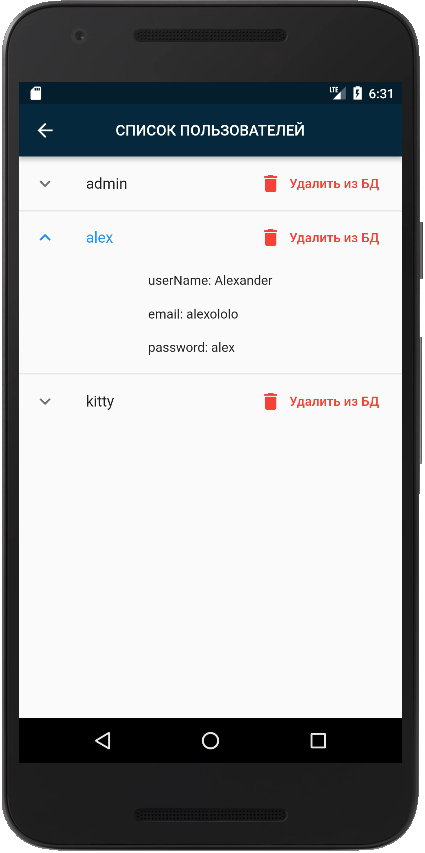 LTE 6:31
СПИСОК ПОЛЬЗОВАТЕЛЕЙ
admin Удалить из БД
alex Удалить из БД
userName: Alexander
email: alexololo
password: alex
kitty Удалить из БД